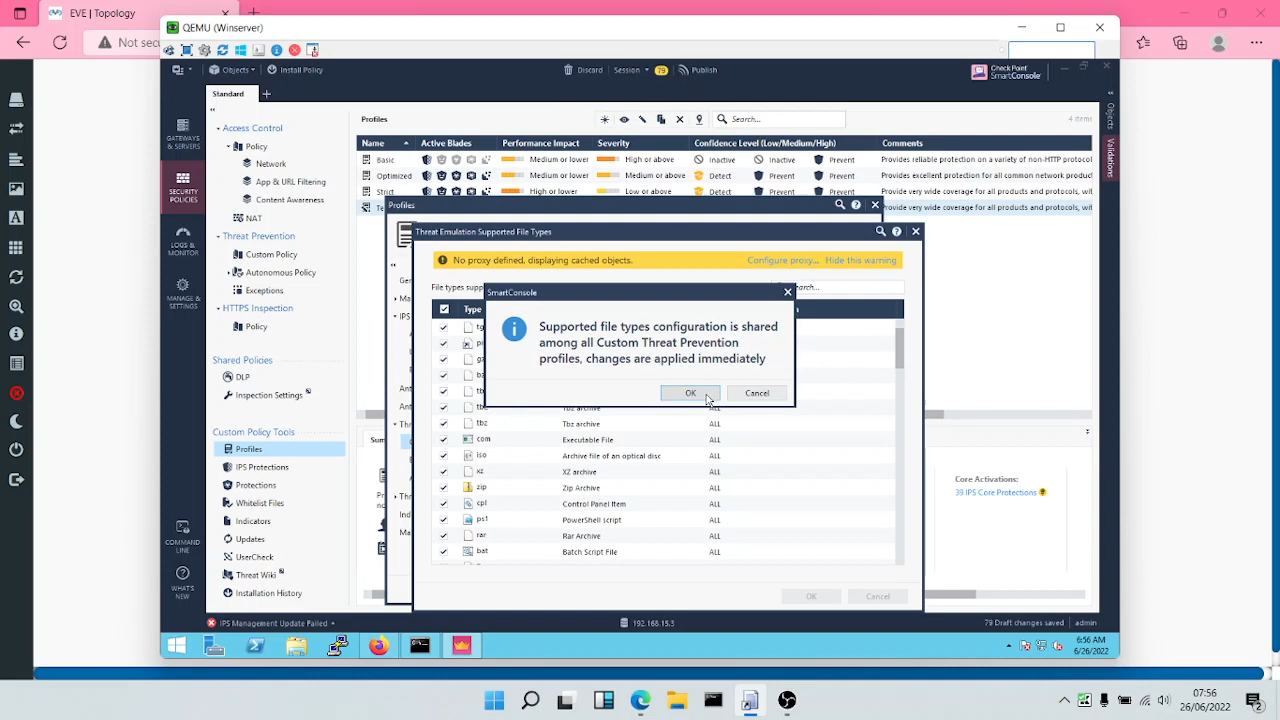 EVE | Topology
QEMU (Winserver)
Not sec
Objects
Install Policy
Discard
Session
79
Publish
Check Point
SmartConsole
Standard
Profiles
Search...
4 items
Access Control
Policy
Network
App & URL Filtering
Content Awareness
NAT
Threat Prevention
Custom Policy
Autonomous Policy
Exceptions
HTTPS Inspection
Policy
Shared Policies
DLP
Inspection Settings
Custom Policy Tools
Profiles
IPS Protections
Protections
Whitelist Files
Indicators
Updates
UserCheck
Threat Wiki
Installation History
GATEWAYS
& SERVERS
SECURITY
POLICIES
LOGS &
MONITOR
MANAGE &
SETTINGS
COMMAND
LINE
WHAT'S
NEW
Objects
Validations
Name Active Blades Performance Impact Severity Confidence Level (Low/Medium/High) Comments
Basic Medium or lower High or above Inactive Inactive Prevent Provides reliable protection on a variety of non-HTTP protocol
Optimized Medium or lower Medium or above Detect Prevent Prevent Provides excellent protection for all common network produc
Strict High or lower Low or above Detect Prevent Prevent Provide very wide coverage for all products and protocols, wit
Te Provide very wide coverage for all products and protocols, wit
Profiles
Threat Emulation Supported File Types
No proxy defined, displaying cached objects.
Configure proxy... Hide this warning
File types supp
earch...
Type
SmartConsole
Supported file types configuration is shared
among all Custom Threat Prevention
profiles, changes are applied immediately
OK
Cancel
tbz Tbz archive ALL
com Executable File ALL
iso Archive file of an optical disc ALL
xz XZ archive ALL
zip Zip Archive ALL
cpl Control Panel Item ALL
ps1 PowerShell script ALL
rar Rar Archive ALL
bat Batch Script File ALL
OK
Cancel
Core Activations:
39 IPS Core Protections
IPS Management Update Failed
192.168.15.3
79 Draft changes saved
admin
6:56 AM
6/26/2022
07:56
26/06/2022